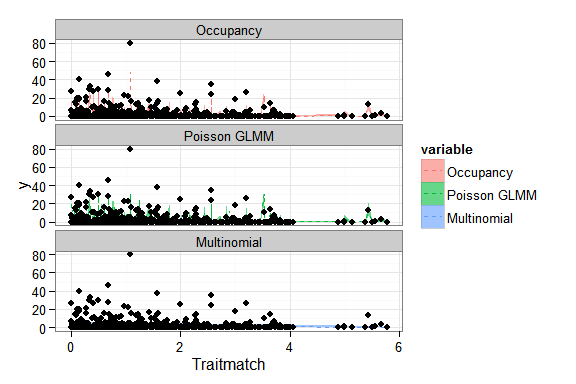 Occupancy
80
60
40
20
0
Poisson GLMM
80
60
40
20
0
y
Multinomial
80
60
40
20
0
0 2 4 6
Traitmatch
variable
Occupancy
Poisson GLMM
Multinomial